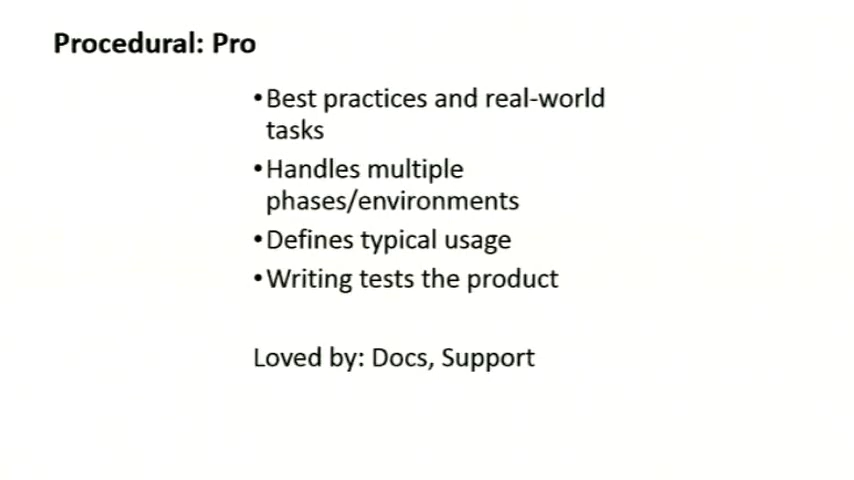 Procedural: Pro
•Best practices and real-world
tasks
•Handles multiple
phases/environments
•Defines typical usage
•Writing tests the product
Loved by: Docs, Support